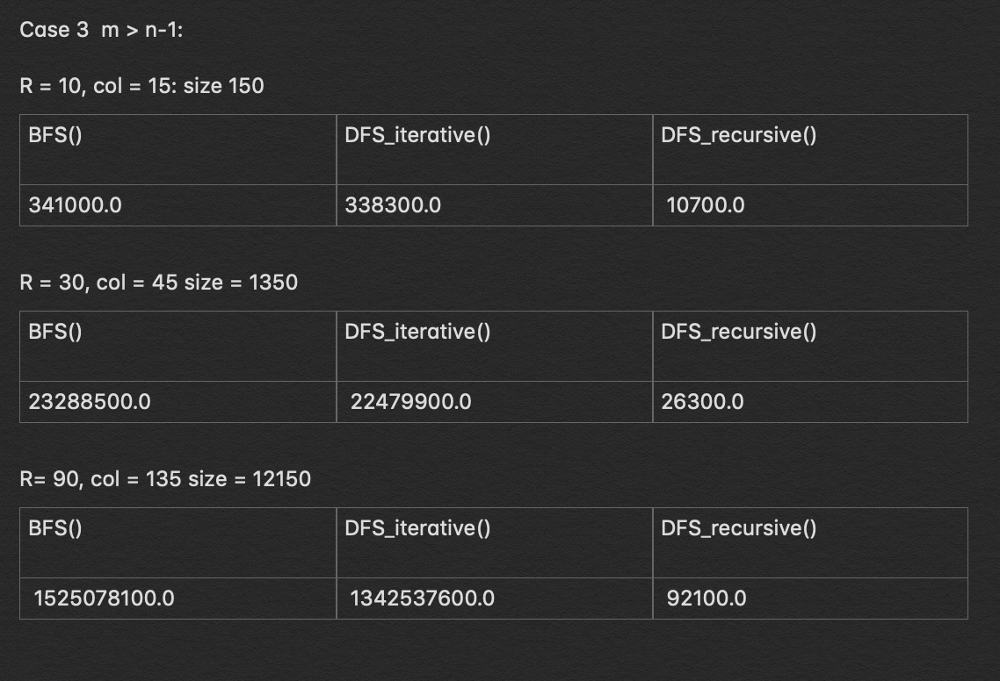 Case 3  m > n-1:
R = 10, col = 15: size 150
BFS() DFS_iterative() DFS_recursive()
341000.0 338300.0 10700.0
R = 30, col = 45 size = 1350
BFS() DFS_iterative() DFS_recursive()
23288500.0 22479900.0 26300.0
R= 90, col = 135 size = 12150
BFS() DFS_iterative() DFS_recursive()
1525078100.0 1342537600.0 92100.0